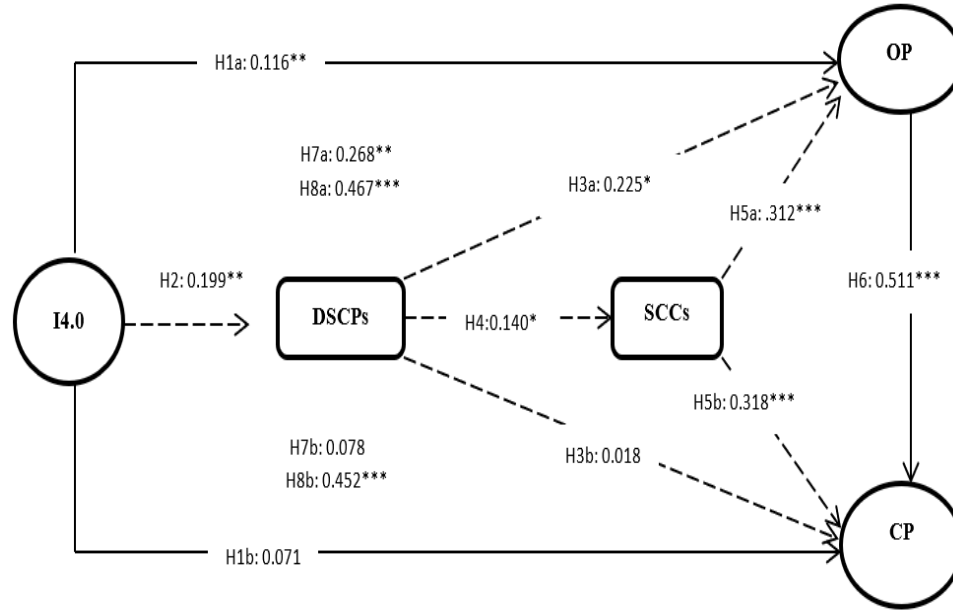 OP
H1a: 0.116**
H7a: 0.268**
H8a: 0.467***
H3a: 0.225*
H5a: .312***
H2: 0.199**
H6: 0.511***
I4.0
DSCPs
H4:0.140*
SCCs
H5b: 0.318***
H7b: 0.078
H3b: 0.018
H8b: 0.452***
CP
H1b: 0.071